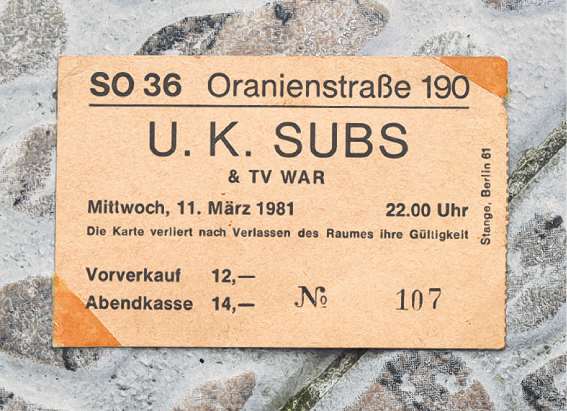 SO 36 Oranienstraße 190
U. K. SUBS
& TV WAR
Mittwoch, 11. März 1981 22.00 Uhr
Die Karte verliert nach Verlassen des Raumes ihre Gültigkeit
Vorverkauf 12,—
Abendkasse 14,— № 107
Stange, Berlin 61